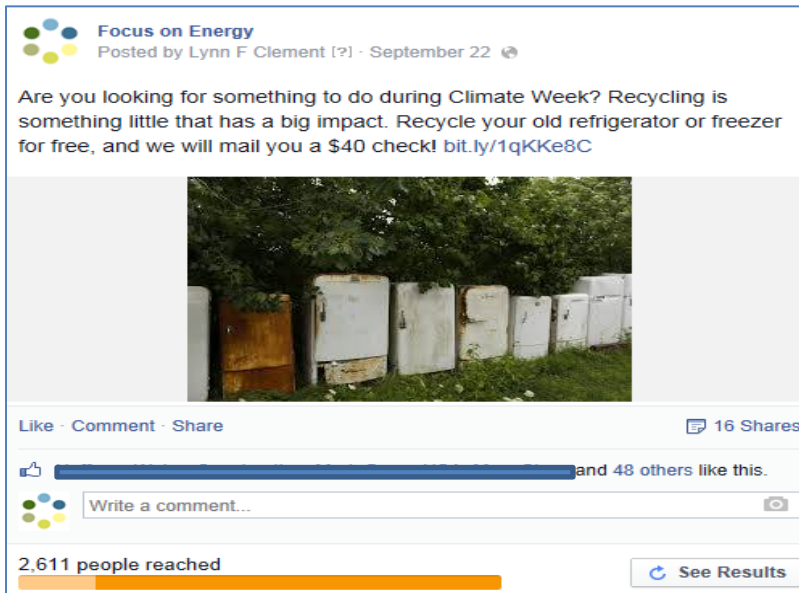 Focus on Energy
Posted by Lynn F Clement [?] · September 22
Are you looking for something to do during Climate Week? Recycling is
something little that has a big impact. Recycle your old refrigerator or freezer
for free, and we will mail you a $40 check! bit.ly/1qKKe8C
Like · Comment · Share
16 Shares
and 48 others like this.
Write a comment...
2,611 people reached
See Results